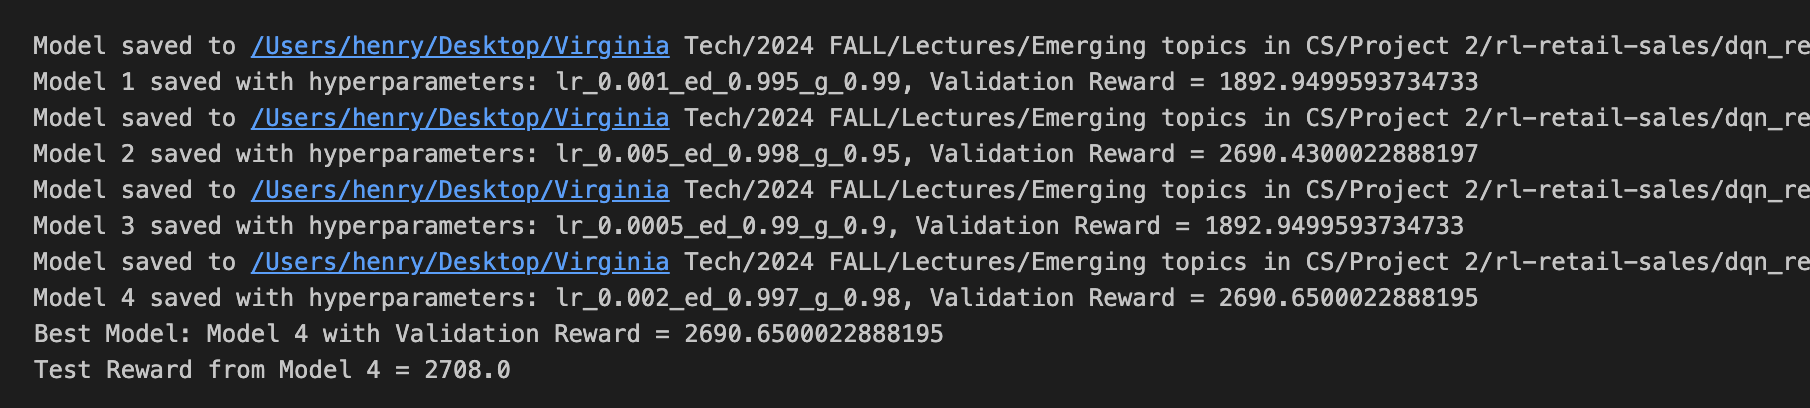 Model saved to /Users/henry/Desktop/Virginia Tech/2024 FALL/Lectures/Emerging topics in CS/Project 2/rl-retail-sales/dqn_re
Model 1 saved with hyperparameters: lr_0.001_ed_0.995_g_0.99, Validation Reward = 1892.9499593734733
Model saved to /Users/henry/Desktop/Virginia Tech/2024 FALL/Lectures/Emerging topics in CS/Project 2/rl-retail-sales/dqn_re
Model 2 saved with hyperparameters: lr_0.005_ed_0.998_g_0.95, Validation Reward = 2690.4300022888197
Model saved to /Users/henry/Desktop/Virginia Tech/2024 FALL/Lectures/Emerging topics in CS/Project 2/rl-retail-sales/dqn_re
Model 3 saved with hyperparameters: lr_0.0005_ed_0.99_g_0.9, Validation Reward = 1892.9499593734733
Model saved to /Users/henry/Desktop/Virginia Tech/2024 FALL/Lectures/Emerging topics in CS/Project 2/rl-retail-sales/dqn_re
Model 4 saved with hyperparameters: lr_0.002_ed_0.997_g_0.98, Validation Reward = 2690.6500022888195
Best Model: Model 4 with Validation Reward = 2690.6500022888195
Test Reward from Model 4 = 2708.0